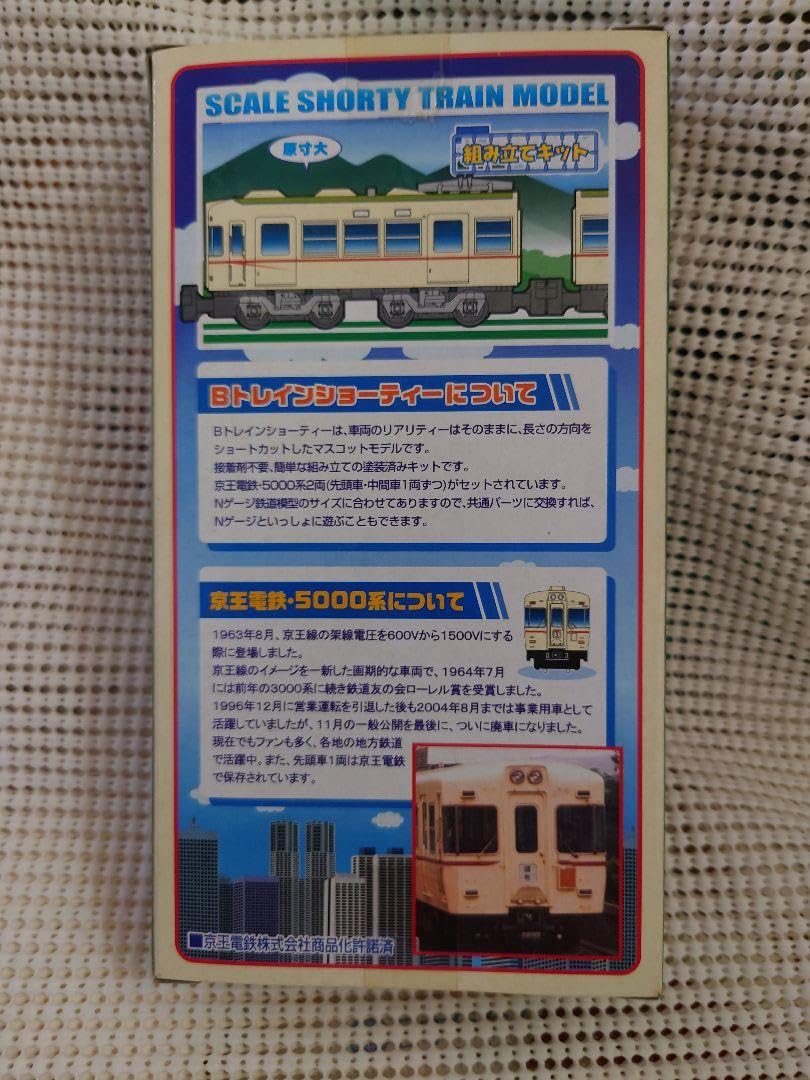 SCALE SHORTY TRAIN MODEL
原寸大
組み立てキット
Bトレインショーティーについて
Bトレインショーティーは、車両のリアリティーはそのままに、長さの方向を
ショートカットしたマスコットモデルです。
接着剤不要、簡単な組み立ての塗装済みキットです。
京王電鉄・5000系2両(先頭車・中間車1両ずつ)がセットされています。
Nゲージ鉄道模型のサイズに合わせてありますので、共通パーツに交換すれば、
Nゲージといっしょに遊ぶこともできます。
京王電鉄・5000系について
1963年8月、京王線の架線電圧を600Vから1500Vにする
際に登場しました。
京王線のイメージを一新した画期的な車両で、1964年7月
には前年の3000系に続き鉄道友の会ローレル賞を受賞しました。
1996年12月に営業運転を引退した後も2004年8月までは事業用車として
活躍していましたが、11月の一般公開を最後に、ついに廃車になりました。
現在でもファンも多く、各地の地方鉄道
で活躍中。また、先頭車1両は京王電鉄
で保存されています。
■京王電鉄株式会社商品化許諾済